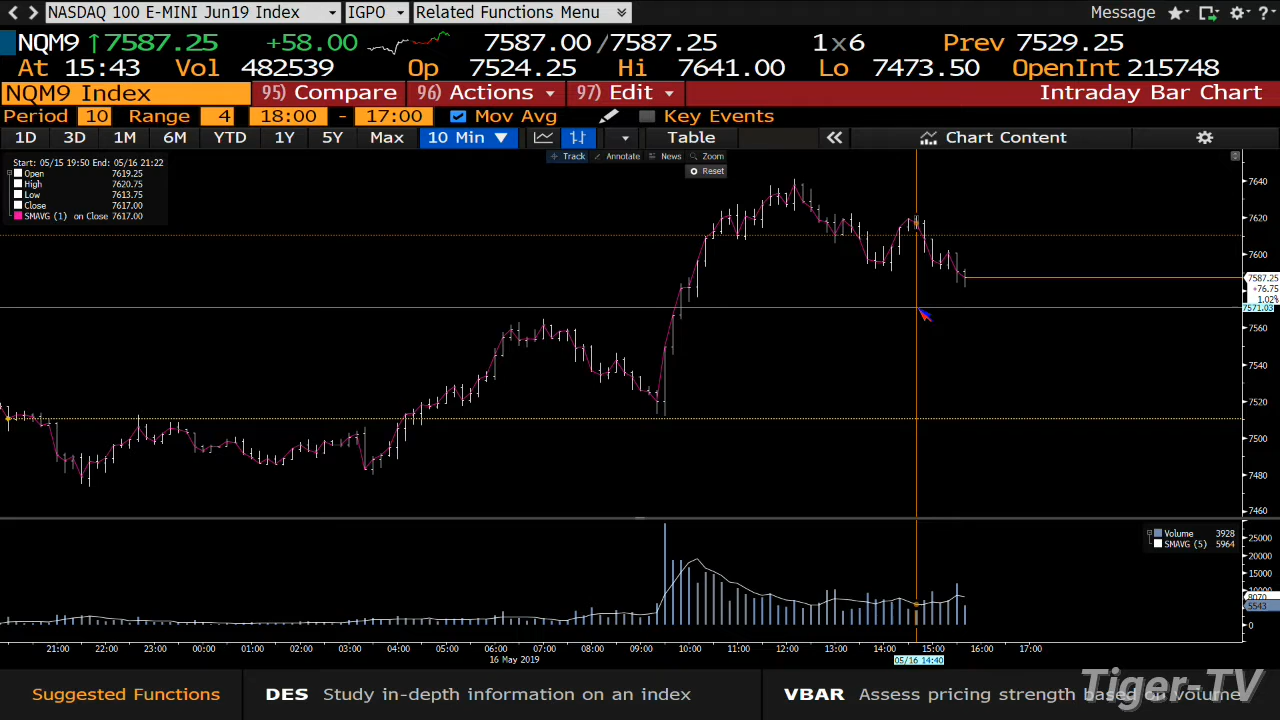 NASDAQ 100 E-MINI Jun19 Index IGPO Related Functions Menu Message
NQM9 ↑7587.25 +58.00 7587.00/7587.25 1x6 Prev 7529.25
At 15:43 Vol 482539 Op 7524.25 Hi 7641.00 Lo 7473.50 OpenInt 215748
NQM9 Index 95) Compare 96) Actions 97) Edit Intraday Bar Chart
Period 10 Range 4 18:00 - 17:00 Mov Avg Key Events
1D 3D 1M 6M YTD 1Y 5Y Max 10 Min ▼ Table « Chart Content
Track Annotate News Zoom
Reset
Start: 05/15 19:50 End: 05/16 21:22
Open 7619.25
High 7620.75
Low 7613.75
Close 7617.00
SMAVG (1) on Close 7617.00
7640
7620
7600
7587.25
+76.75
1.02%
7571.03
7560
7540
7520
7500
7480
7460
Volume 3928
SMAVG (5) 5964
25000
20000
15000
8070
5543
0
21:00 22:00 23:00 00:00 01:00 02:00 03:00 04:00 05:00 06:00 07:00 08:00 09:00 10:00 11:00 12:00 13:00 14:00 15:00 16:00 17:00
16 May 2019 05/16 14:40
Suggested Functions DES Study in-depth information on an index VBAR Assess pricing strength based on volume
Tiger-TV